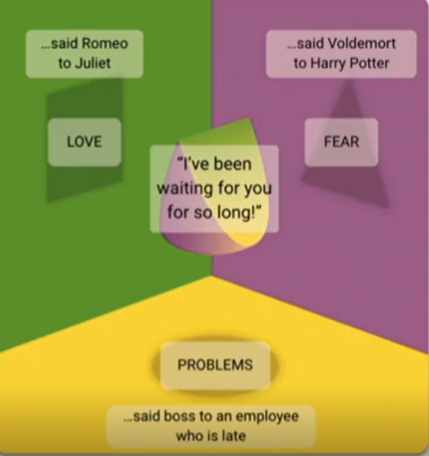 ...said Romeo
to Juliet
...said Voldemort
to Harry Potter
LOVE
FEAR
“I've been
waiting for you
for so long!”
PROBLEMS
...said boss to an employee
who is late